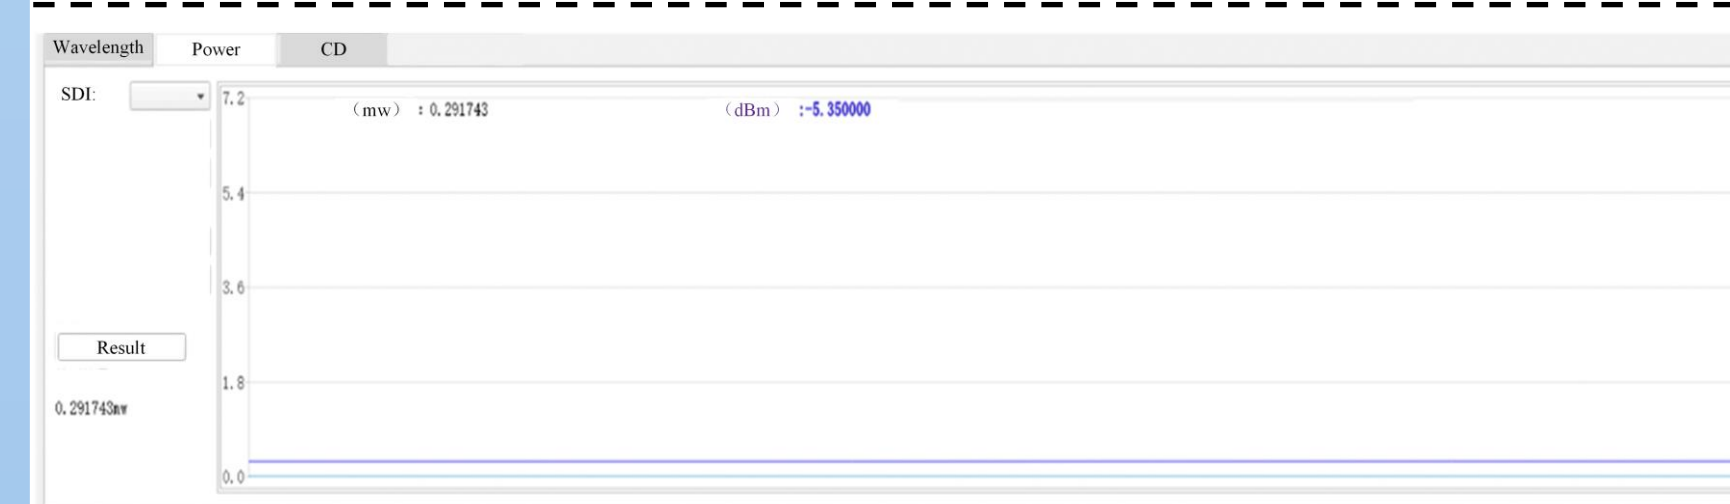 Wavelength Power CD
SDI:
7.2
（mw） : 0.291743 （dBm） :-5.350000
5.4
3.6
Result
1.8
0.291743mw
0.0